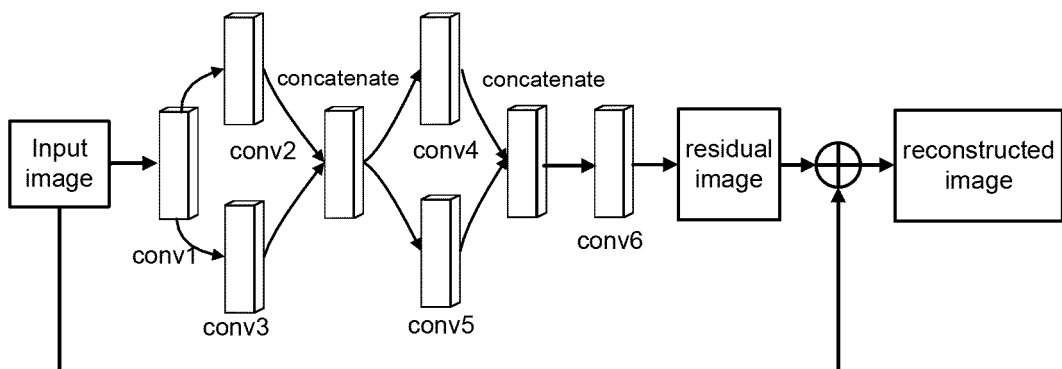 Input
image
conv1
conv2
conv3
concatenate
conv4
conv5
concatenate
conv6
residual
image
reconstructed
image